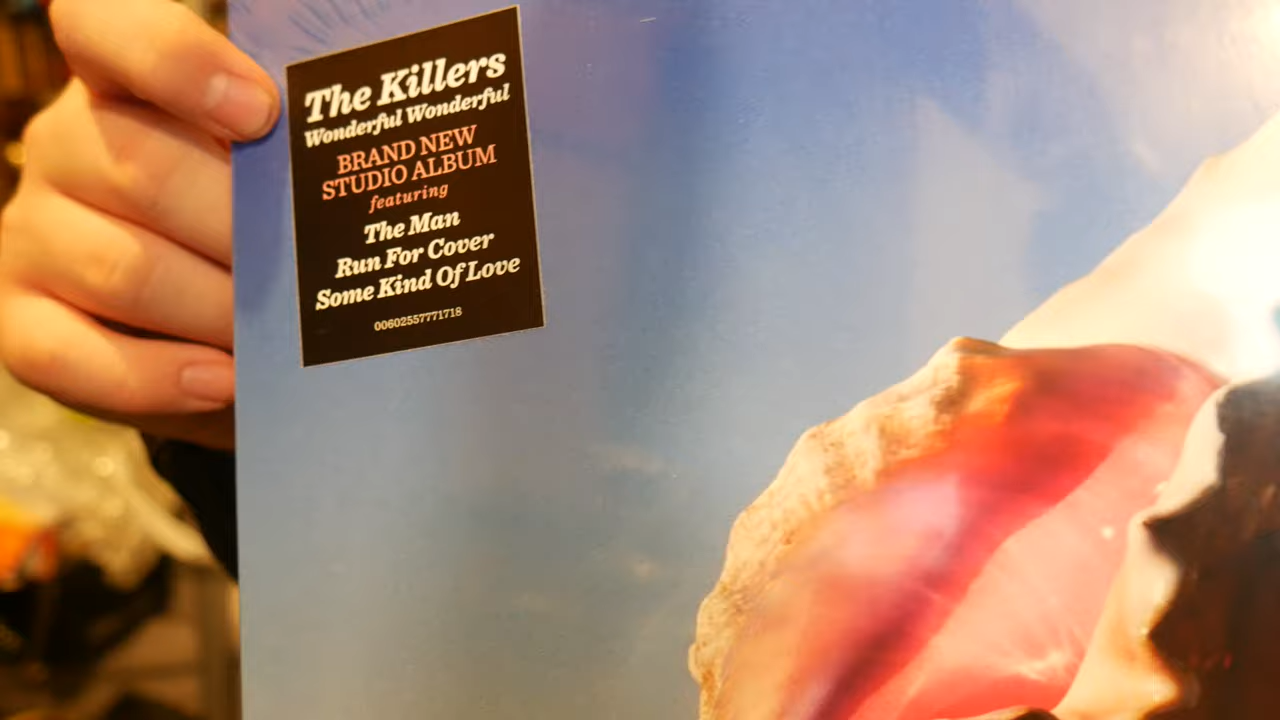 The Killers
Wonderful Wonderful
BRAND NEW
STUDIO ALBUM
featuring
The Man
Run For Cover
Some Kind Of Love
00602557771718